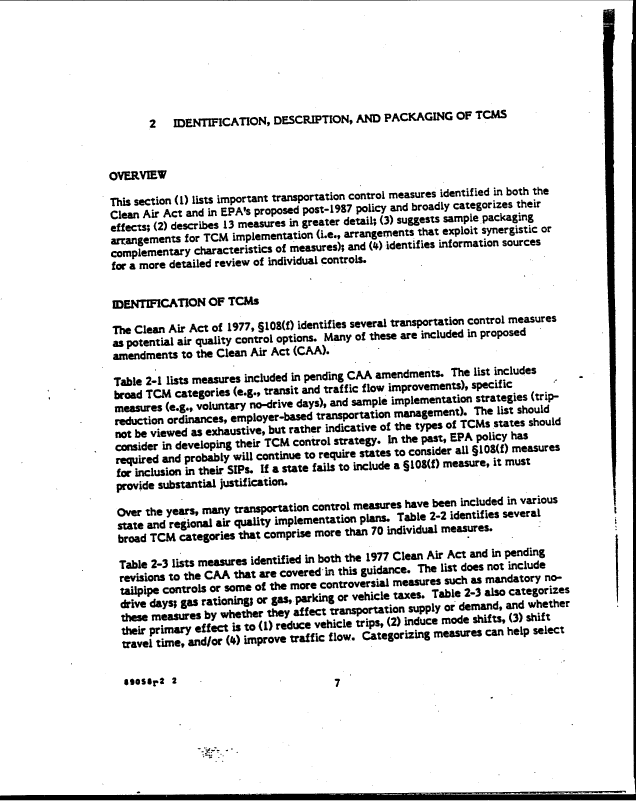 2 IDENTIFICATION, DESCRIPTION, AND PACKAGING OF TCMS
OVERVIEW
This section (1) lists important transportation control measures identified in both the
Clean Air Act and in EPA's proposed post-1987 policy and broadly categorizes their
effects; (2) describes 13 measures in greater detail; (3) suggests sample packaging
arrangements for TCM implementation (i.e., arrangements that exploit synergistic or
complementary characteristics of measures); and (4) identifies information sources
for a more detailed review of individual controls.
IDENTIFICATION OF TCMs
The Clean Air Act of 1977, §108(f) identifies several transportation control measures
as potential air quality control options. Many of these are included in proposed
amendments to the Clean Air Act (CAA).
Table 2-1 lists measures included in pending CAA amendments. The list includes
broad TCM categories (e.g., transit and traffic flow improvements), specific
measures (e.g., voluntary no-drive days), and sample implementation strategies (trip-
reduction ordinances, employer-based transportation management). The list should
not be viewed as exhaustive, but rather indicative of the types of TCMs states should
consider in developing their TCM control strategy. In the past, EPA policy has
required and probably will continue to require states to consider all §108(f) measures
for inclusion in their SIPs. If a state fails to include a §108(f) measure, it must
provide substantial justification.
Over the years, many transportation control measures have been included in various
state and regional air quality implementation plans. Table 2-2 identifies several
broad TCM categories that comprise more than 70 individual measures.
Table 2-3 lists measures identified in both the 1977 Clean Air Act and in pending
revisions to the CAA that are covered in this guidance. The list does not include
tailpipe controls or some of the more controversial measures such as mandatory no-
drive days; gas rationing; or gas, parking or vehicle taxes. Table 2-3 also categorizes
these measures by whether they affect transportation supply or demand, and whether
their primary effect is to (1) reduce vehicle trips, (2) induce mode shifts, (3) shift
travel time, and/or (4) improve traffic flow. Categorizing measures can help select
89058r2 2
7